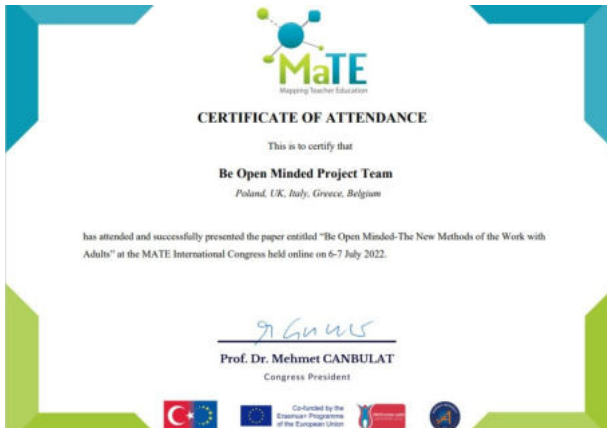 MaTE
Mapping Teacher Education
CERTIFICATE OF ATTENDANCE
This is to certify that
Be Open Minded Project Team
Poland, UK, Italy, Greece, Belgium
has attended and successfully presented the paper entitled “Be Open Minded-The New Methods of the Work with
Adults” at the MATE International Congress held online on 6-7 July 2022.
Prof. Dr. Mehmet CANBULAT
Congress President
Co-funded by the
Erasmus+ Programme
of the European Union